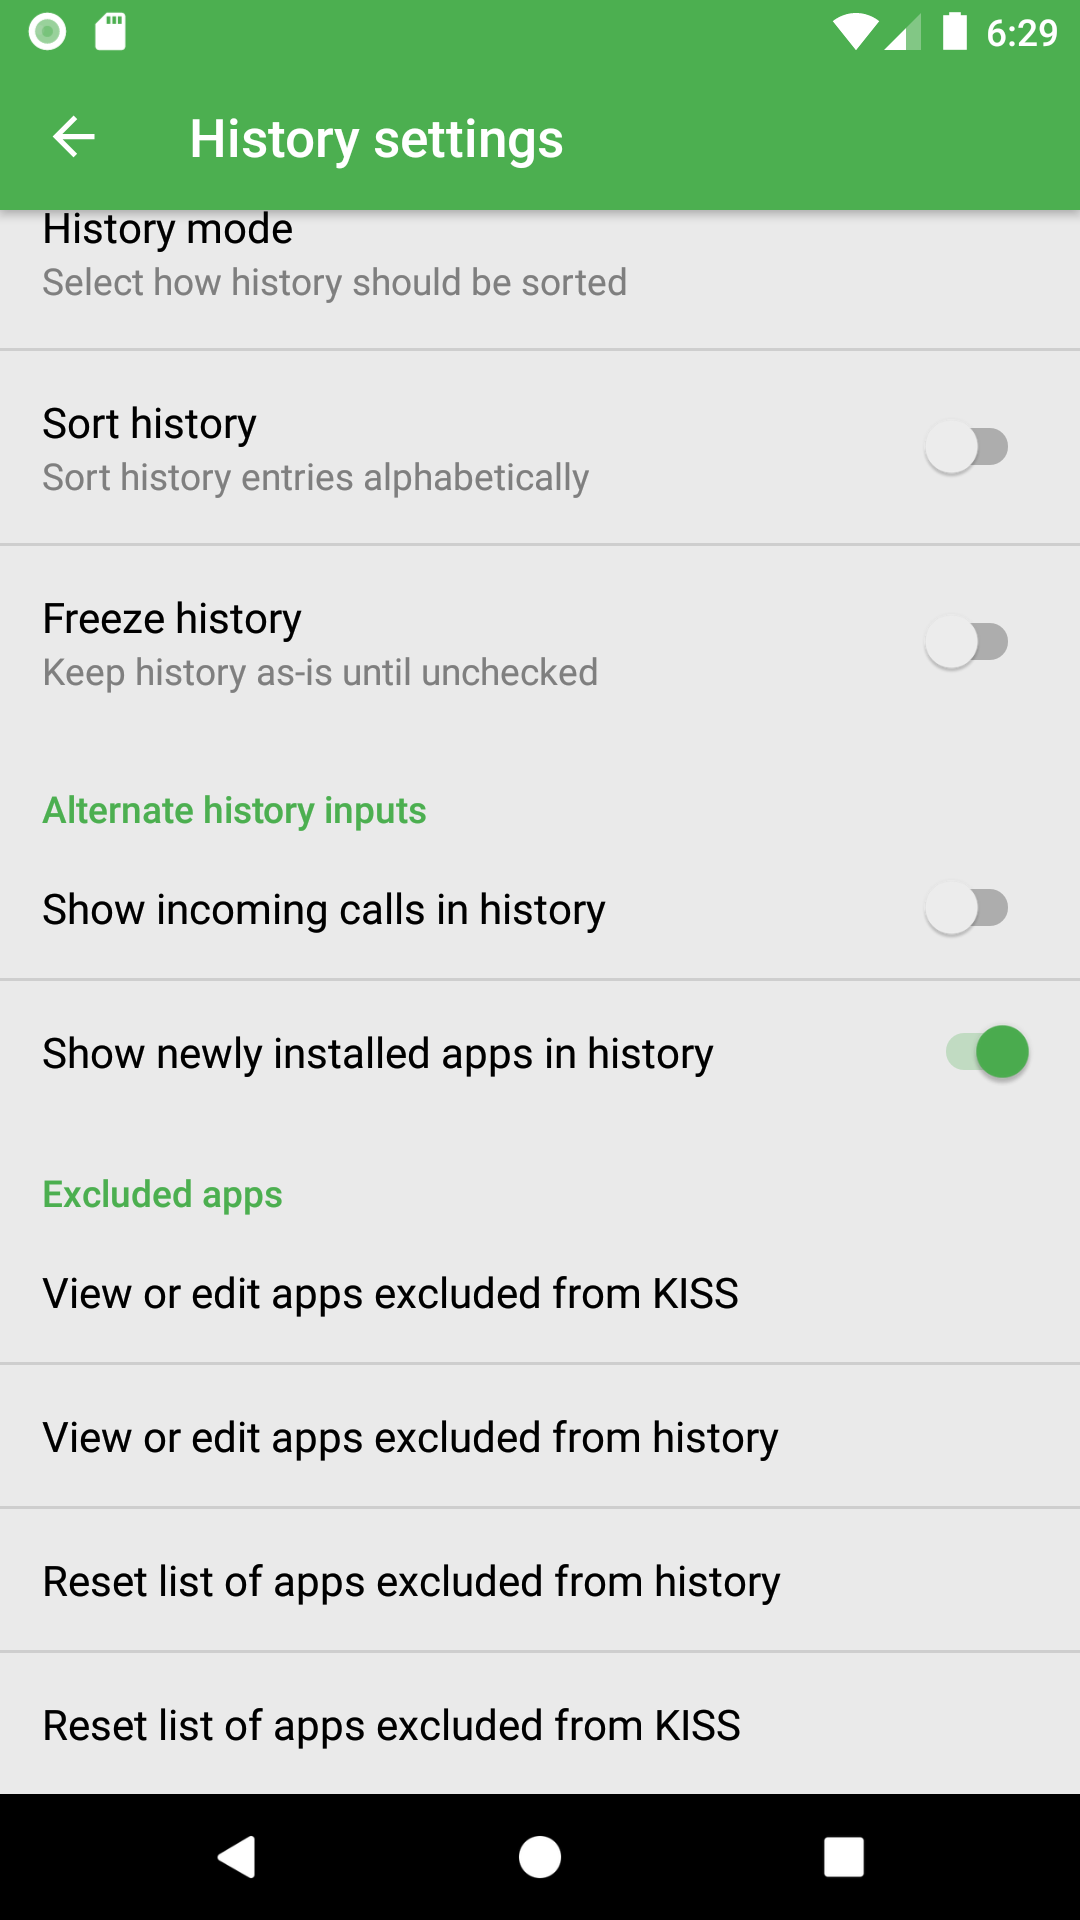 6:29
History settings
History mode
Select how history should be sorted
Sort history
Sort history entries alphabetically
Freeze history
Keep history as-is until unchecked
Alternate history inputs
Show incoming calls in history
Show newly installed apps in history
Excluded apps
View or edit apps excluded from KISS
View or edit apps excluded from history
Reset list of apps excluded from history
Reset list of apps excluded from KISS